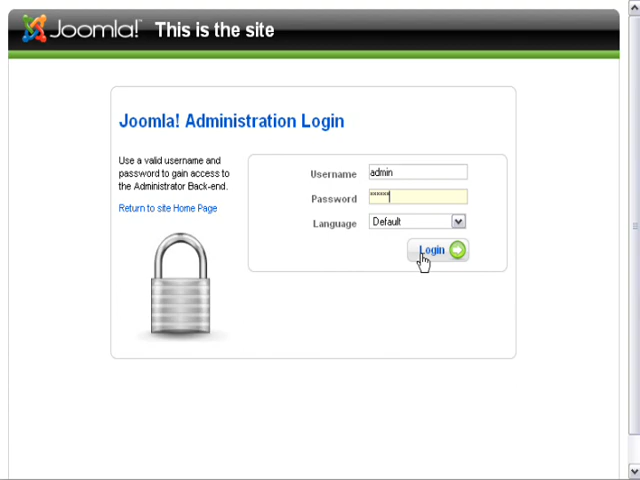 Joomla! This is the site
Joomla! Administration Login
Use a valid username and
password to gain access to
the Administrator Back-end.
Return to site Home Page
Username admin
Password
Language Default
Login